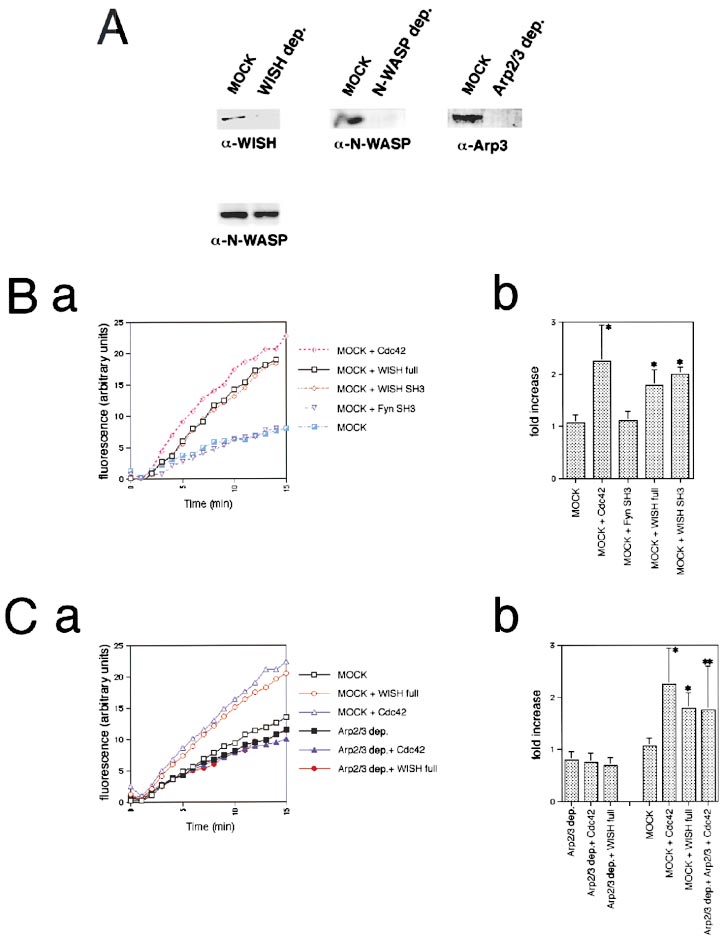 A
MOCK WISH dep. MOCK N-WASP dep. MOCK Arp2/3 dep.
α-WISH α-N-WASP α-Arp3
α-N-WASP
B a b
fluorescence (arbitrary units)
25
20
15
10
5
0
0 5 10 15
Time (min)
MOCK + Cdc42
MOCK + WISH full
MOCK + WISH SH3
MOCK + Fyn SH3
MOCK
fold increase
3
2
1
0
* * *
MOCK
MOCK + Cdc42
MOCK + Fyn SH3
MOCK + WISH full
MOCK + WISH SH3
C a b
fluorescence (arbitrary units)
25
20
15
10
5
0
0 5 10 15
Time (min)
MOCK
MOCK + WISH full
MOCK + Cdc42
Arp2/3 dep.
Arp2/3 dep.+ Cdc42
Arp2/3 dep.+ WISH full
fold increase
3
2
1
0
* * **
Arp2/3 dep.
Arp2/3 dep.+ Cdc42
Arp2/3 dep.+ WISH full
MOCK
MOCK + Cdc42
MOCK + WISH full
Arp2/3 dep.+ Arp2/3 + Cdc42